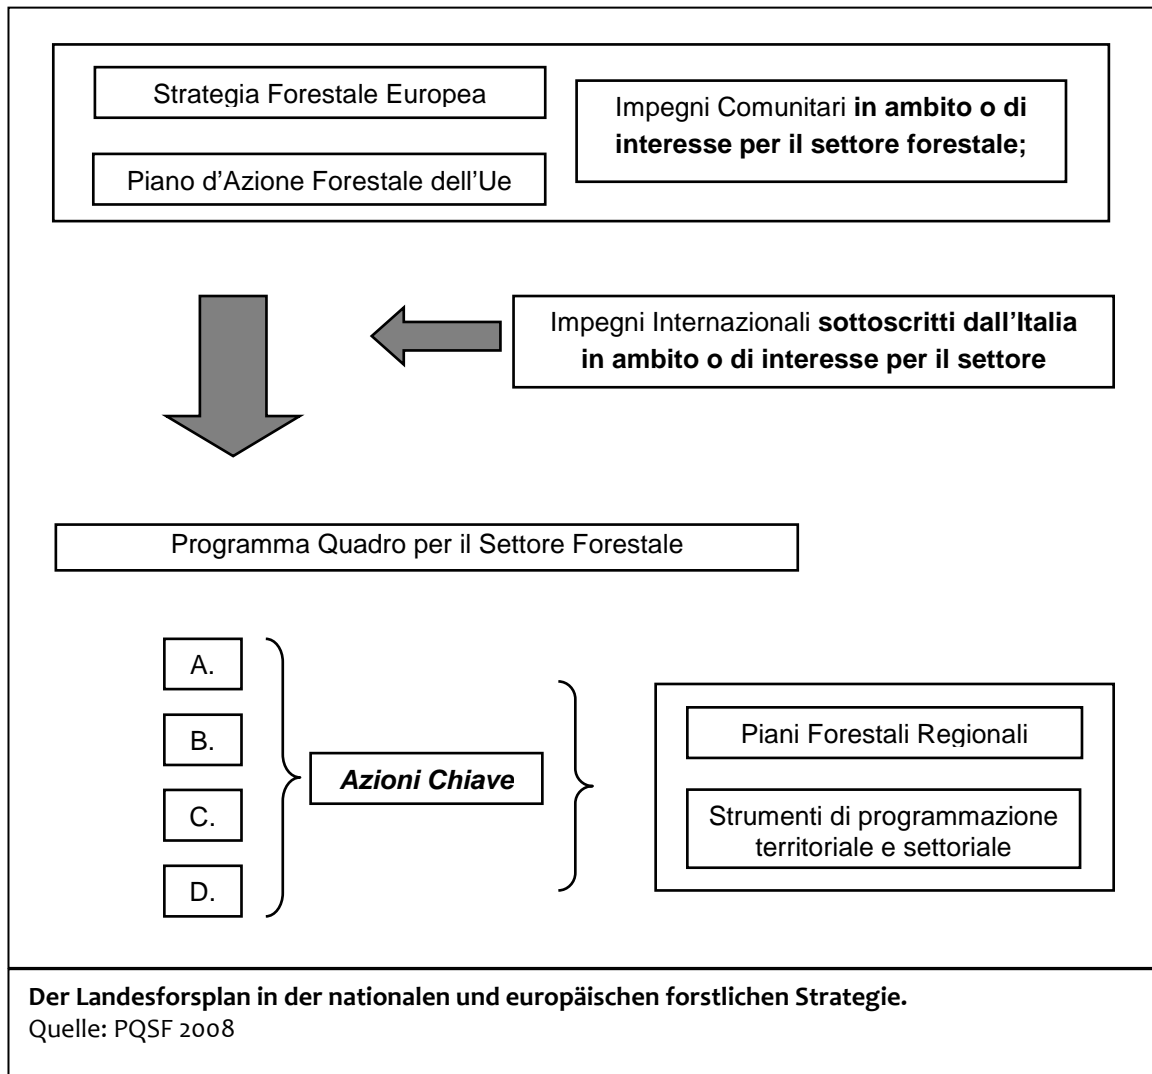 Strategia Forestale Europea
Piano d'Azione Forestale dell'Ue
Impegni Comunitari in ambito o di
interesse per il settore forestale;
Impegni Internazionali sottoscritti dall'Italia
in ambito o di interesse per il settore
Programma Quadro per il Settore Forestale
A.
B.
C.
D.
Azioni Chiave
Piani Forestali Regionali
Strumenti di programmazione
territoriale e settoriale
Der Landesforsplan in der nationalen und europäischen forstlichen Strategie.
Quelle: PQSF 2008